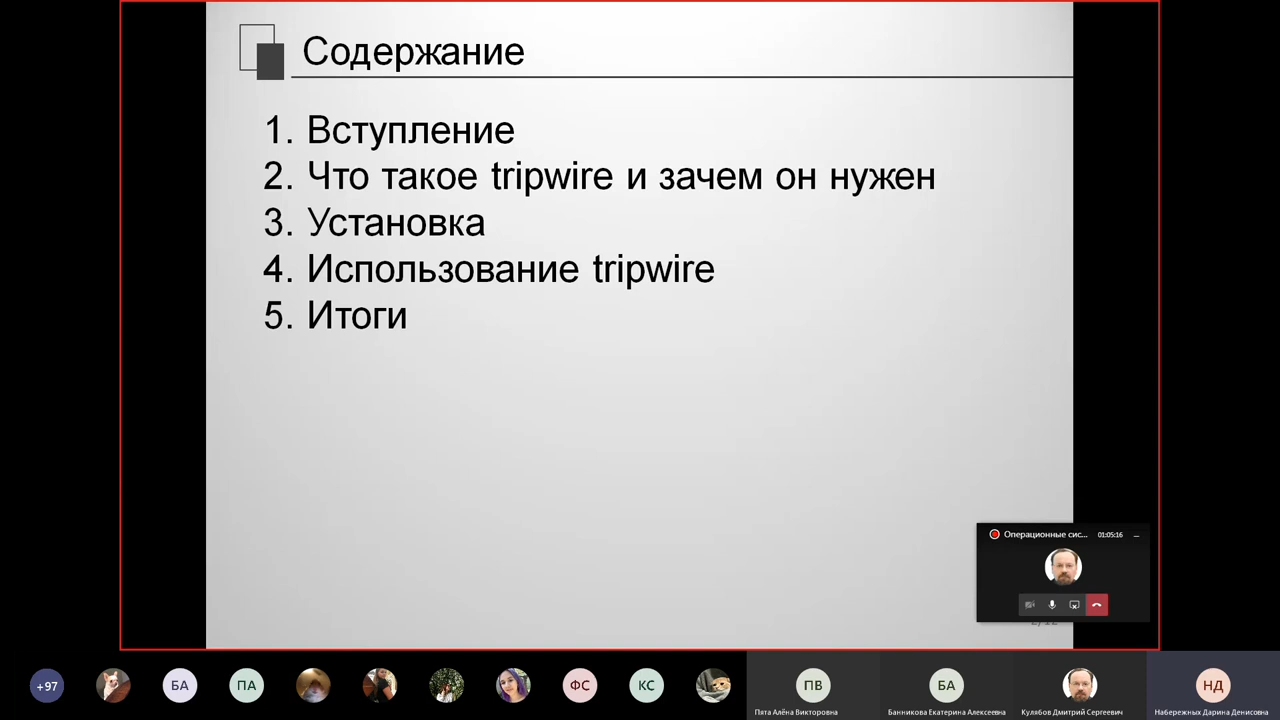 Содержание
1. Вступление
2. Что такое tripwire и зачем он нужен
3. Установка
4. Использование tripwire
5. Итоги
Операционные сис... 01:05:16
+97
БА
ПА
ФС
КС
ПВ
БА
НД
Пята Алёна Викторовна
Банникова Екатерина Алексеевна
Кулябов Дмитрий Сергеевич
Набережных Дарина Денисовна